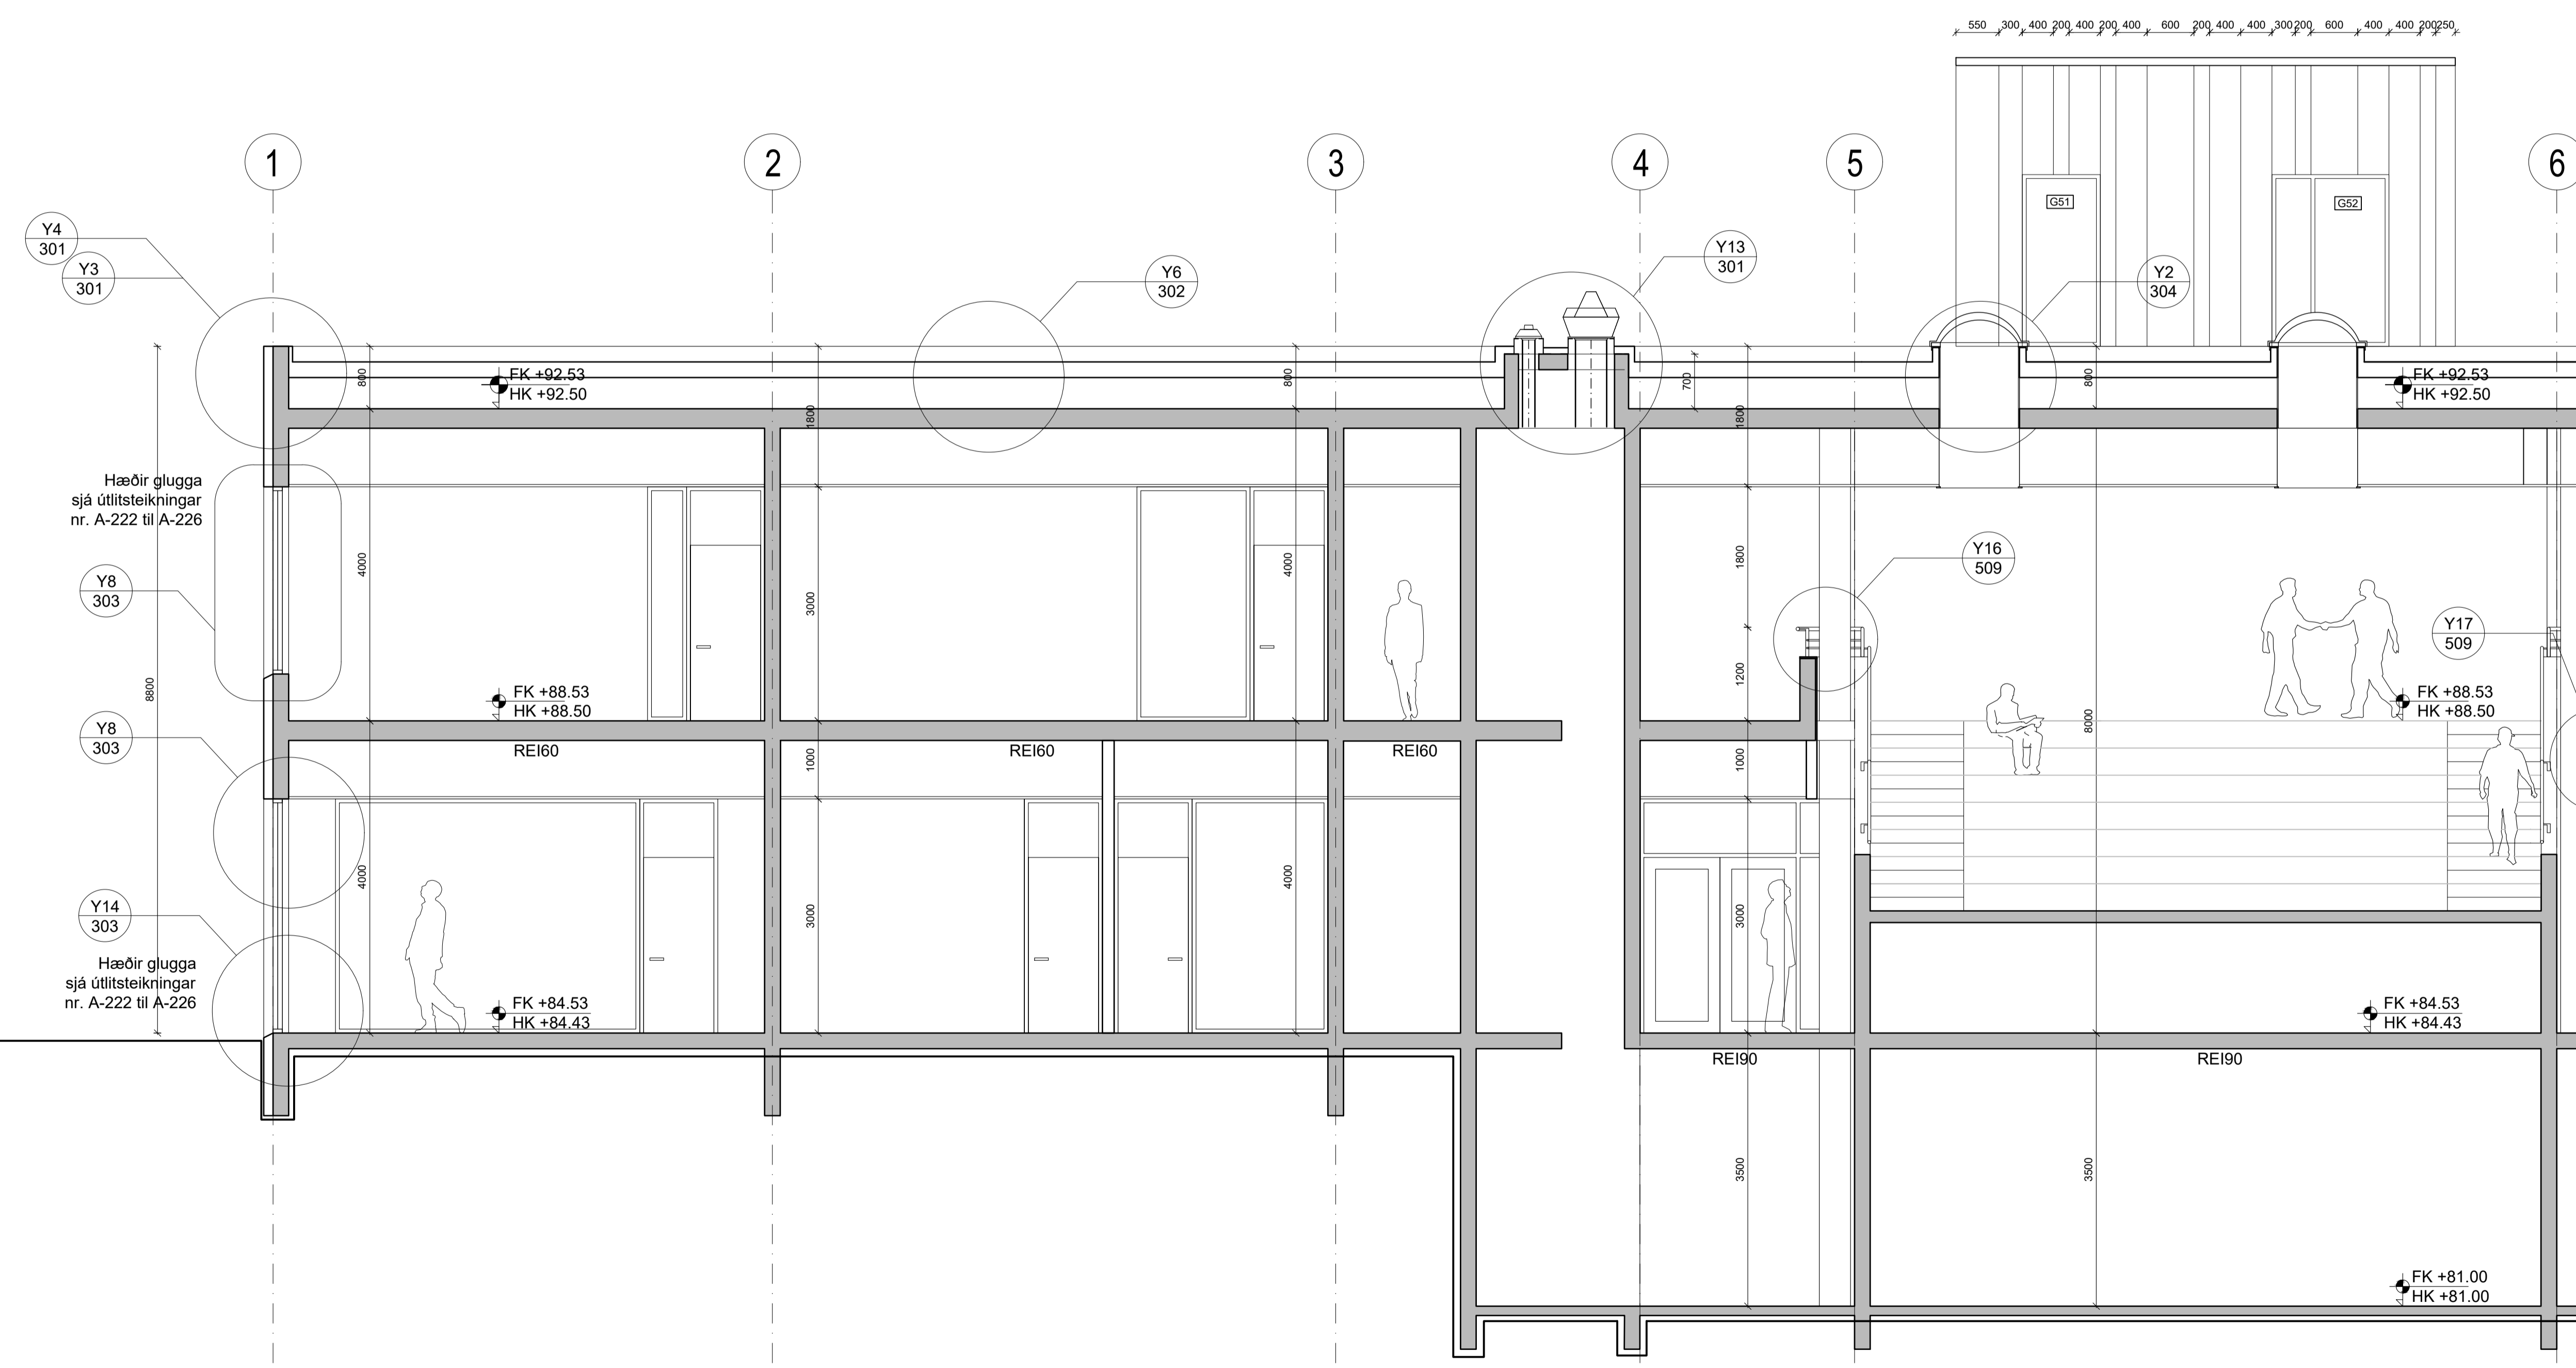 550 300 400 200 400 200 400 600 200 400 400 300 200 600 400 400 200 250
1 2 3 4 5 6
G51
G52
Y4
301
Y3
301
Y6
302
Y13
301
Y2
304
FK +92.53
HK +92.50
FK +92.53
HK +92.50
800
1800
800
700
1800
800
Hæðir glugga
sjá útlitsteikningar
nr. A-222 til A-226
Y8
303
8800
4000
3000
4000
1800
1200
8000
Y16
509
Y17
509
FK +88.53
HK +88.50
FK +88.53
HK +88.50
Y8
303
REI60
REI60
REI60
1000
1000
Y14
303
Hæðir glugga
sjá útlitsteikningar
nr. A-222 til A-226
4000
3000
4000
3000
FK +84.53
HK +84.43
FK +84.53
HK +84.43
REI90
REI90
3500
3500
FK +81.00
HK +81.00